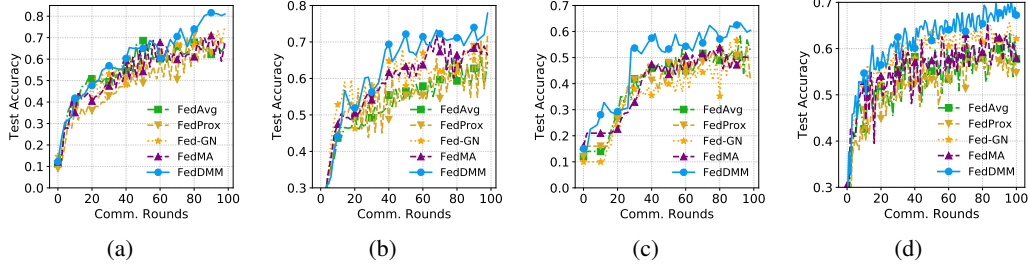 Test Accuracy
0.8
0.7
0.6
0.5
0.4
0.3
0.2
0.1
0.0
0 20 40 60 80 100
Comm. Rounds
FedAvg
FedProx
Fed-GN
FedMA
FedDMM
(a)
Test Accuracy
0.8
0.7
0.6
0.5
0.4
0.3
0 20 40 60 80 100
Comm. Rounds
FedAvg
FedProx
Fed-GN
FedMA
FedDMM
(b)
Test Accuracy
0.7
0.6
0.5
0.4
0.3
0.2
0.1
0.0
0 20 40 60 80 100
Comm. Rounds
FedAvg
FedProx
Fed-GN
FedMA
FedDMM
(c)
Test Accuracy
0.7
0.6
0.5
0.4
0.3
0 20 40 60 80 100
Comm. Rounds
FedAvg
FedProx
Fed-GN
FedMA
FedDMM
(d)